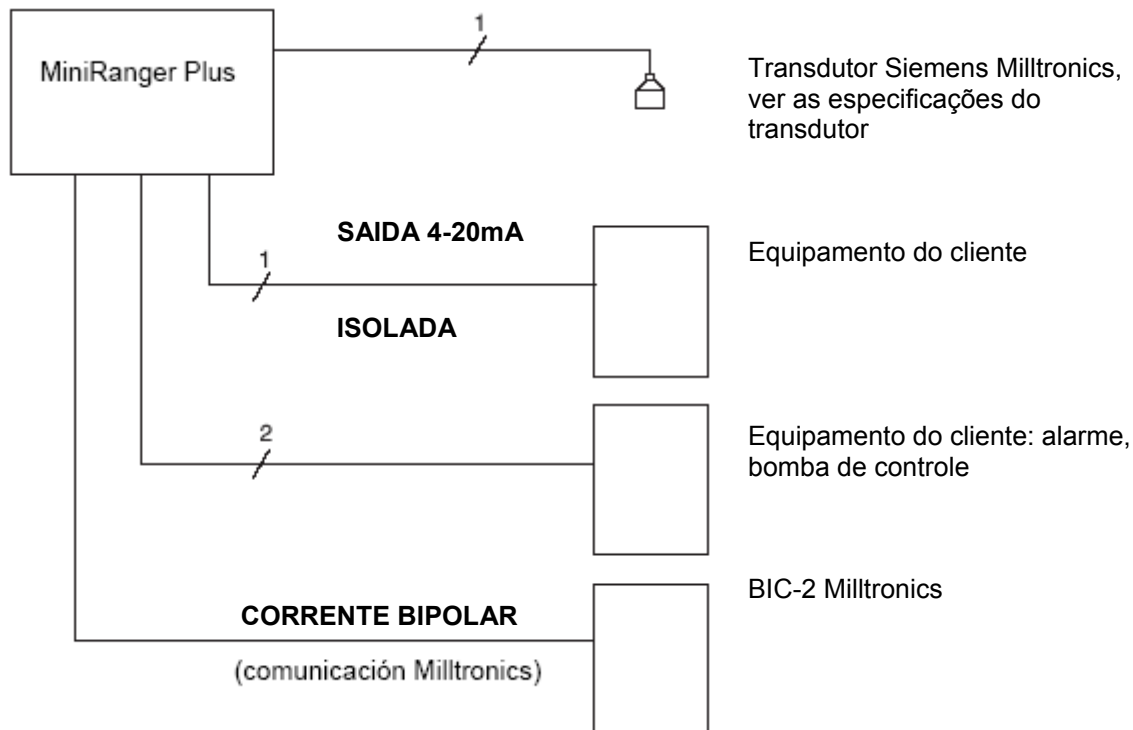 1
MiniRanger Plus
Transdutor Siemens Milltronics,
ver as especificações do
transdutor
SAIDA 4-20mA
Equipamento do cliente
1
ISOLADA
2
Equipamento do cliente: alarme,
bomba de controle
BIC-2 Milltronics
CORRENTE BIPOLAR
(comunicación Milltronics)